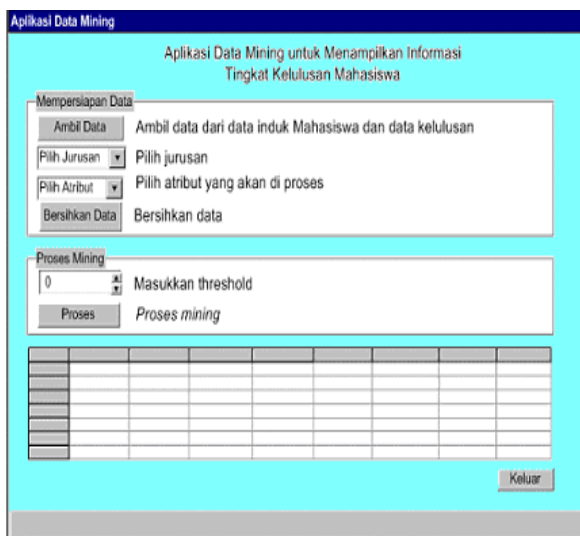 Aplikasi Data Mining
Aplikasi Data Mining untuk Menampilkan Informasi
Tingkat Kelulusan Mahasiswa
Mempersiapan Data
Ambil Data Ambil data dari data induk Mahasiswa dan data kelulusan
Pilih Jurusan Pilih jurusan
Pilih Atribut Pilih atribut yang akan di proses
Bersihkan Data Bersihkan data
Proses Mining
0 Masukkan threshold
Proses Proses mining
Keluar